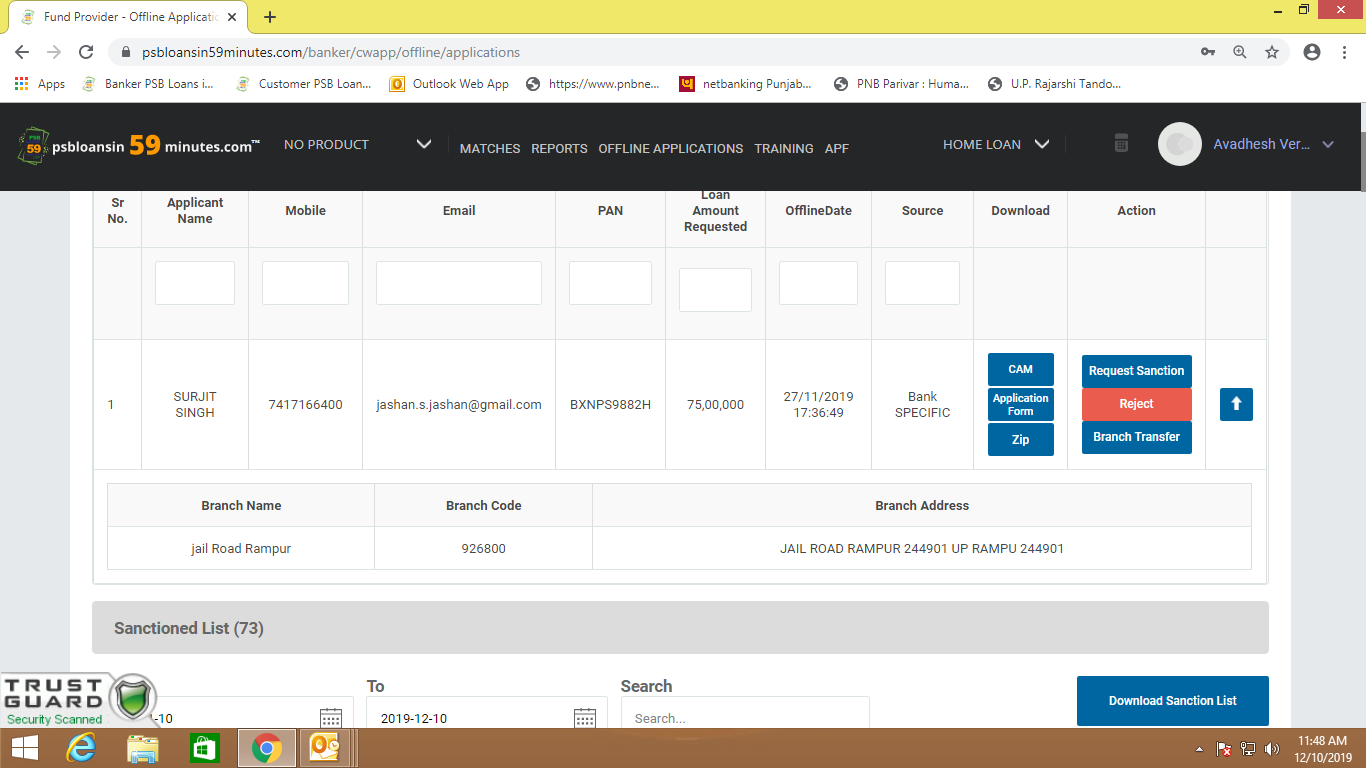 Fund Provider - Offline Applicatic
psbloansin59minutes.com/banker/cwapp/offline/applications
Apps Banker PSB Loans i... Customer PSB Loan... Outlook Web App https://www.pnbne... netbanking Punjab... PNB Parivar : Huma... U.P. Rajarshi Tando...
PSB 59 psbloansin 59 minutes.com™ NO PRODUCT MATCHES REPORTS OFFLINE APPLICATIONS TRAINING APF HOME LOAN Avadhesh Ver...
Sr No. Applicant Name Mobile Email PAN Loan Amount Requested OfflineDate Source Download Action
1 SURJIT SINGH 7417166400 jashan.s.jashan@gmail.com BXNPS9882H 75,00,000 27/11/2019 17:36:49 Bank SPECIFIC
CAM
Application Form
Zip
Request Sanction
Reject
Branch Transfer
Branch Name Branch Code Branch Address
jail Road Rampur 926800 JAIL ROAD RAMPUR 244901 UP RAMPU 244901
Sanctioned List (73)
To Search
-10 2019-12-10 Search... Download Sanction List
TRUST
GUARD
Security Scanned
11:48 AM
12/10/2019